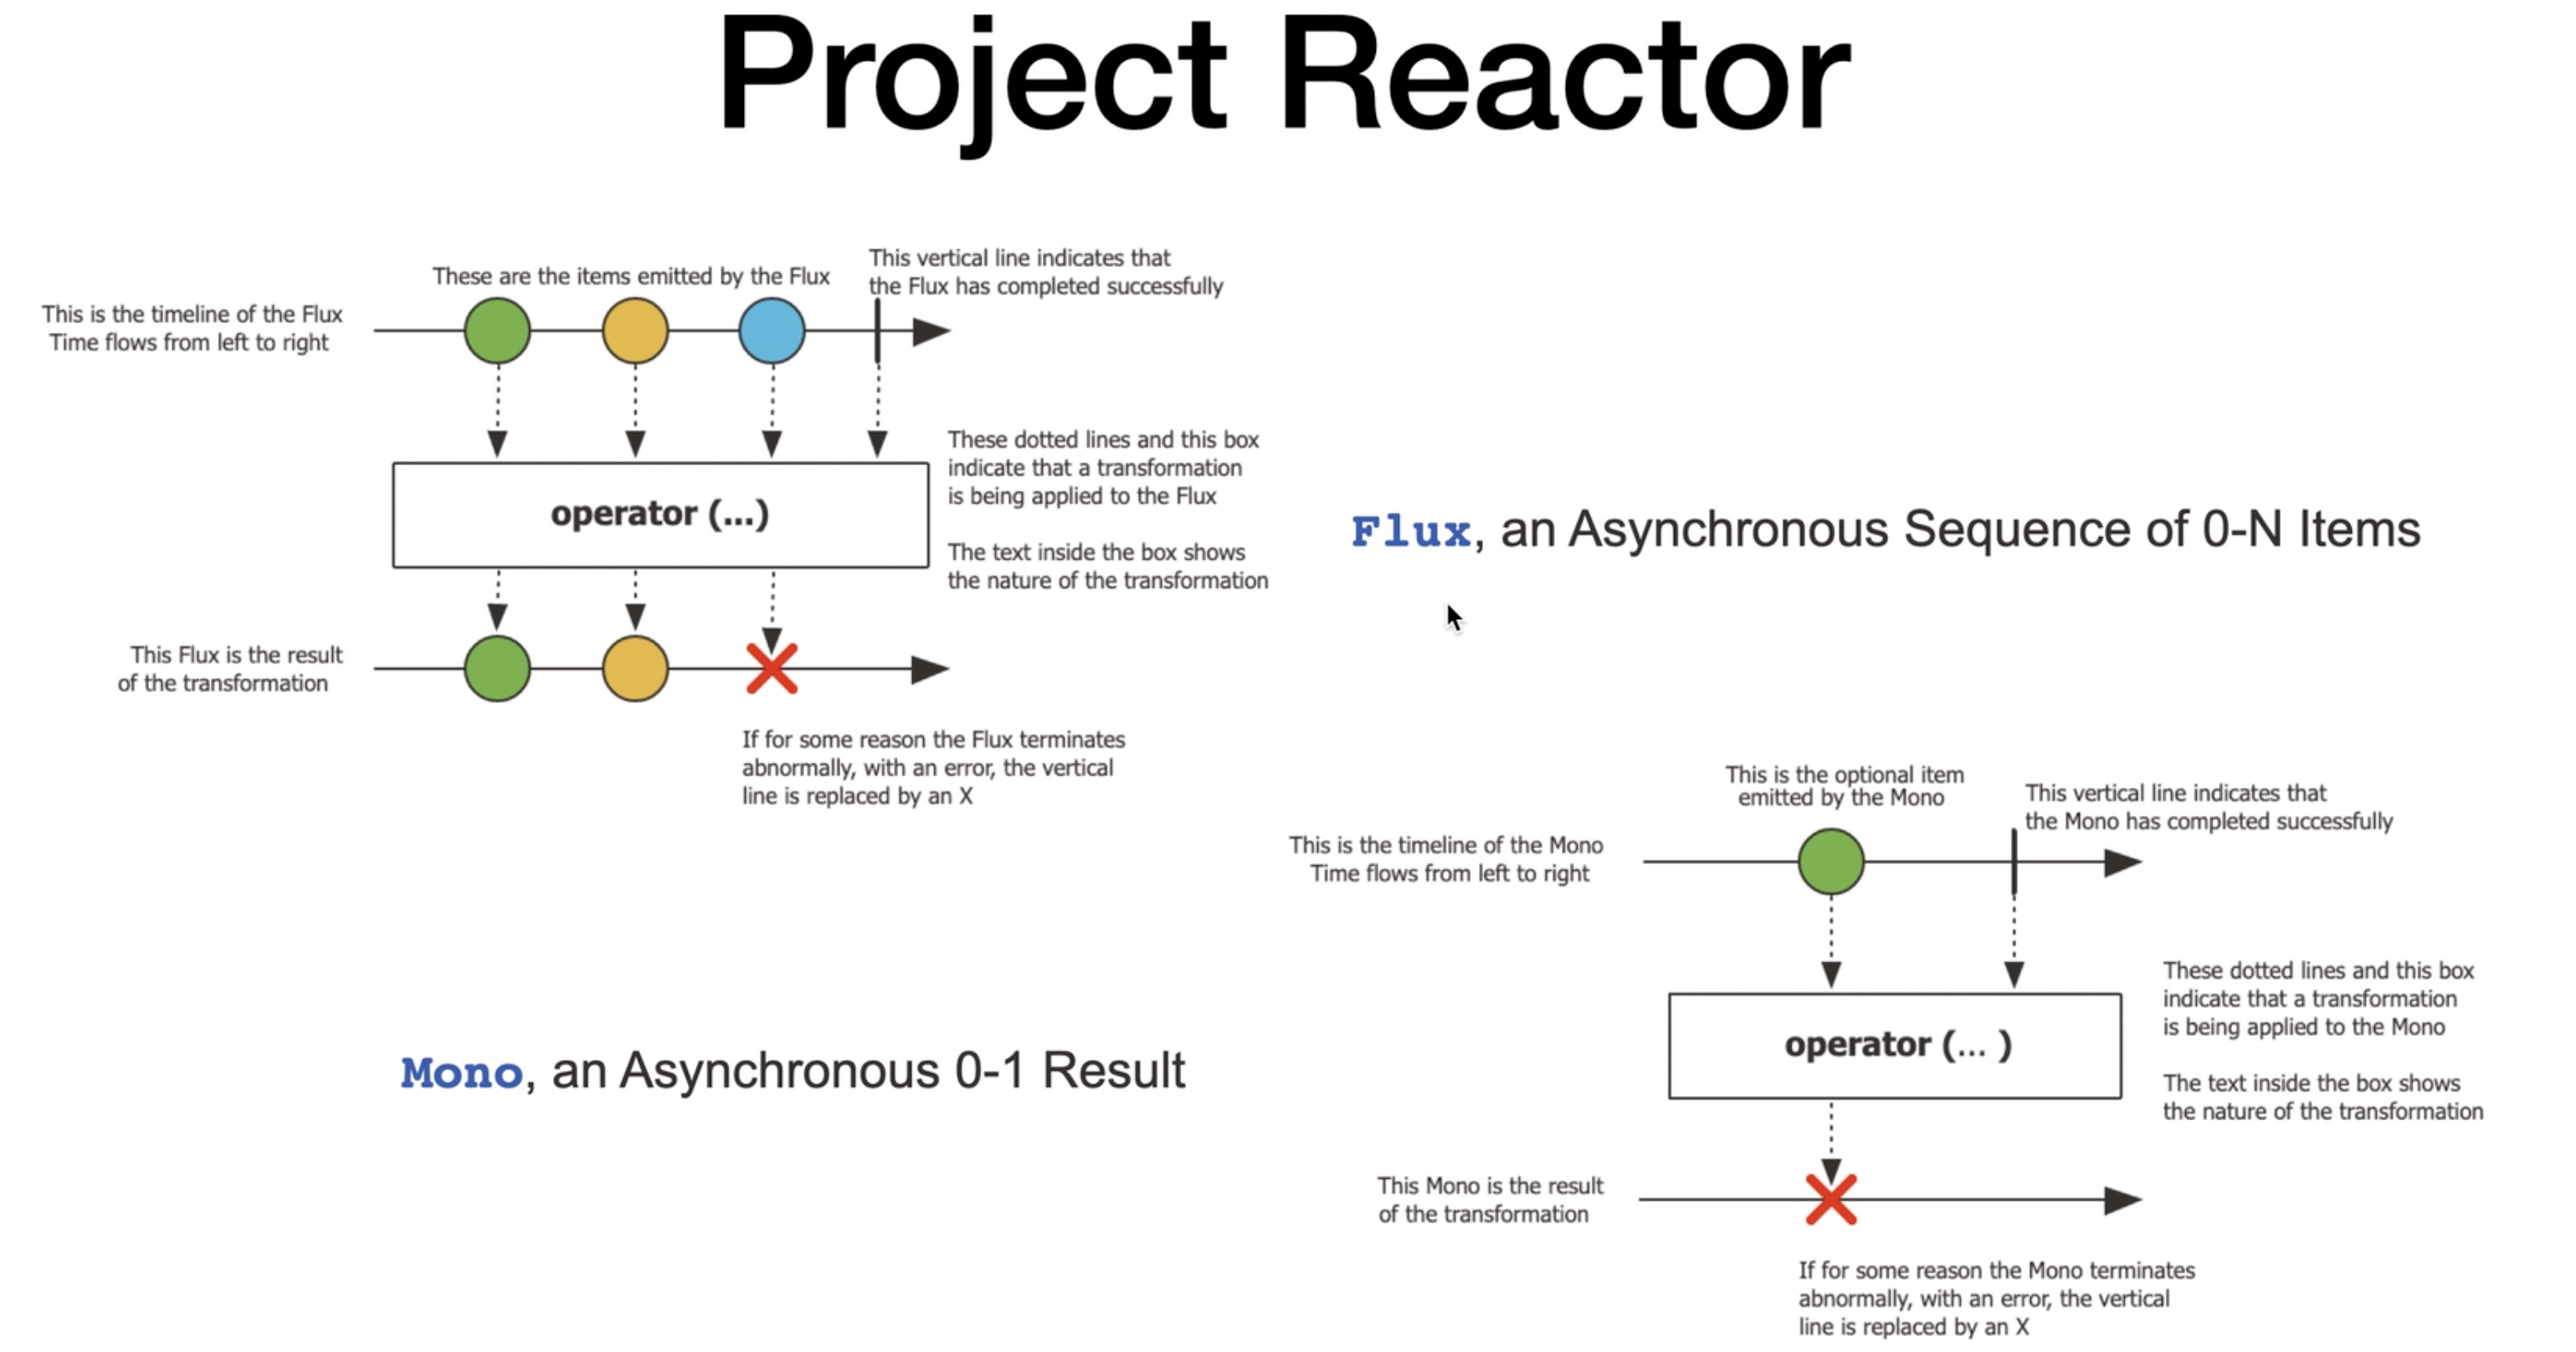 Project Reactor
These are the items emitted by the Flux
This vertical line indicates that
the Flux has completed successfully
This is the timeline of the Flux
Time flows from left to right
These dotted lines and this box
indicate that a transformation
is being applied to the Flux
operator (...)
The text inside the box shows
the nature of the transformation
This Flux is the result
of the transformation
If for some reason the Flux terminates
abnormally, with an error, the vertical
line is replaced by an X
Flux, an Asynchronous Sequence of 0-N Items
Mono, an Asynchronous 0-1 Result
This is the optional item
emitted by the Mono
This vertical line indicates that
the Mono has completed successfully
This is the timeline of the Mono
Time flows from left to right
These dotted lines and this box
indicate that a transformation
is being applied to the Mono
operator (... )
The text inside the box shows
the nature of the transformation
This Mono is the result
of the transformation
If for some reason the Mono terminates
abnormally, with an error, the vertical
line is replaced by an X